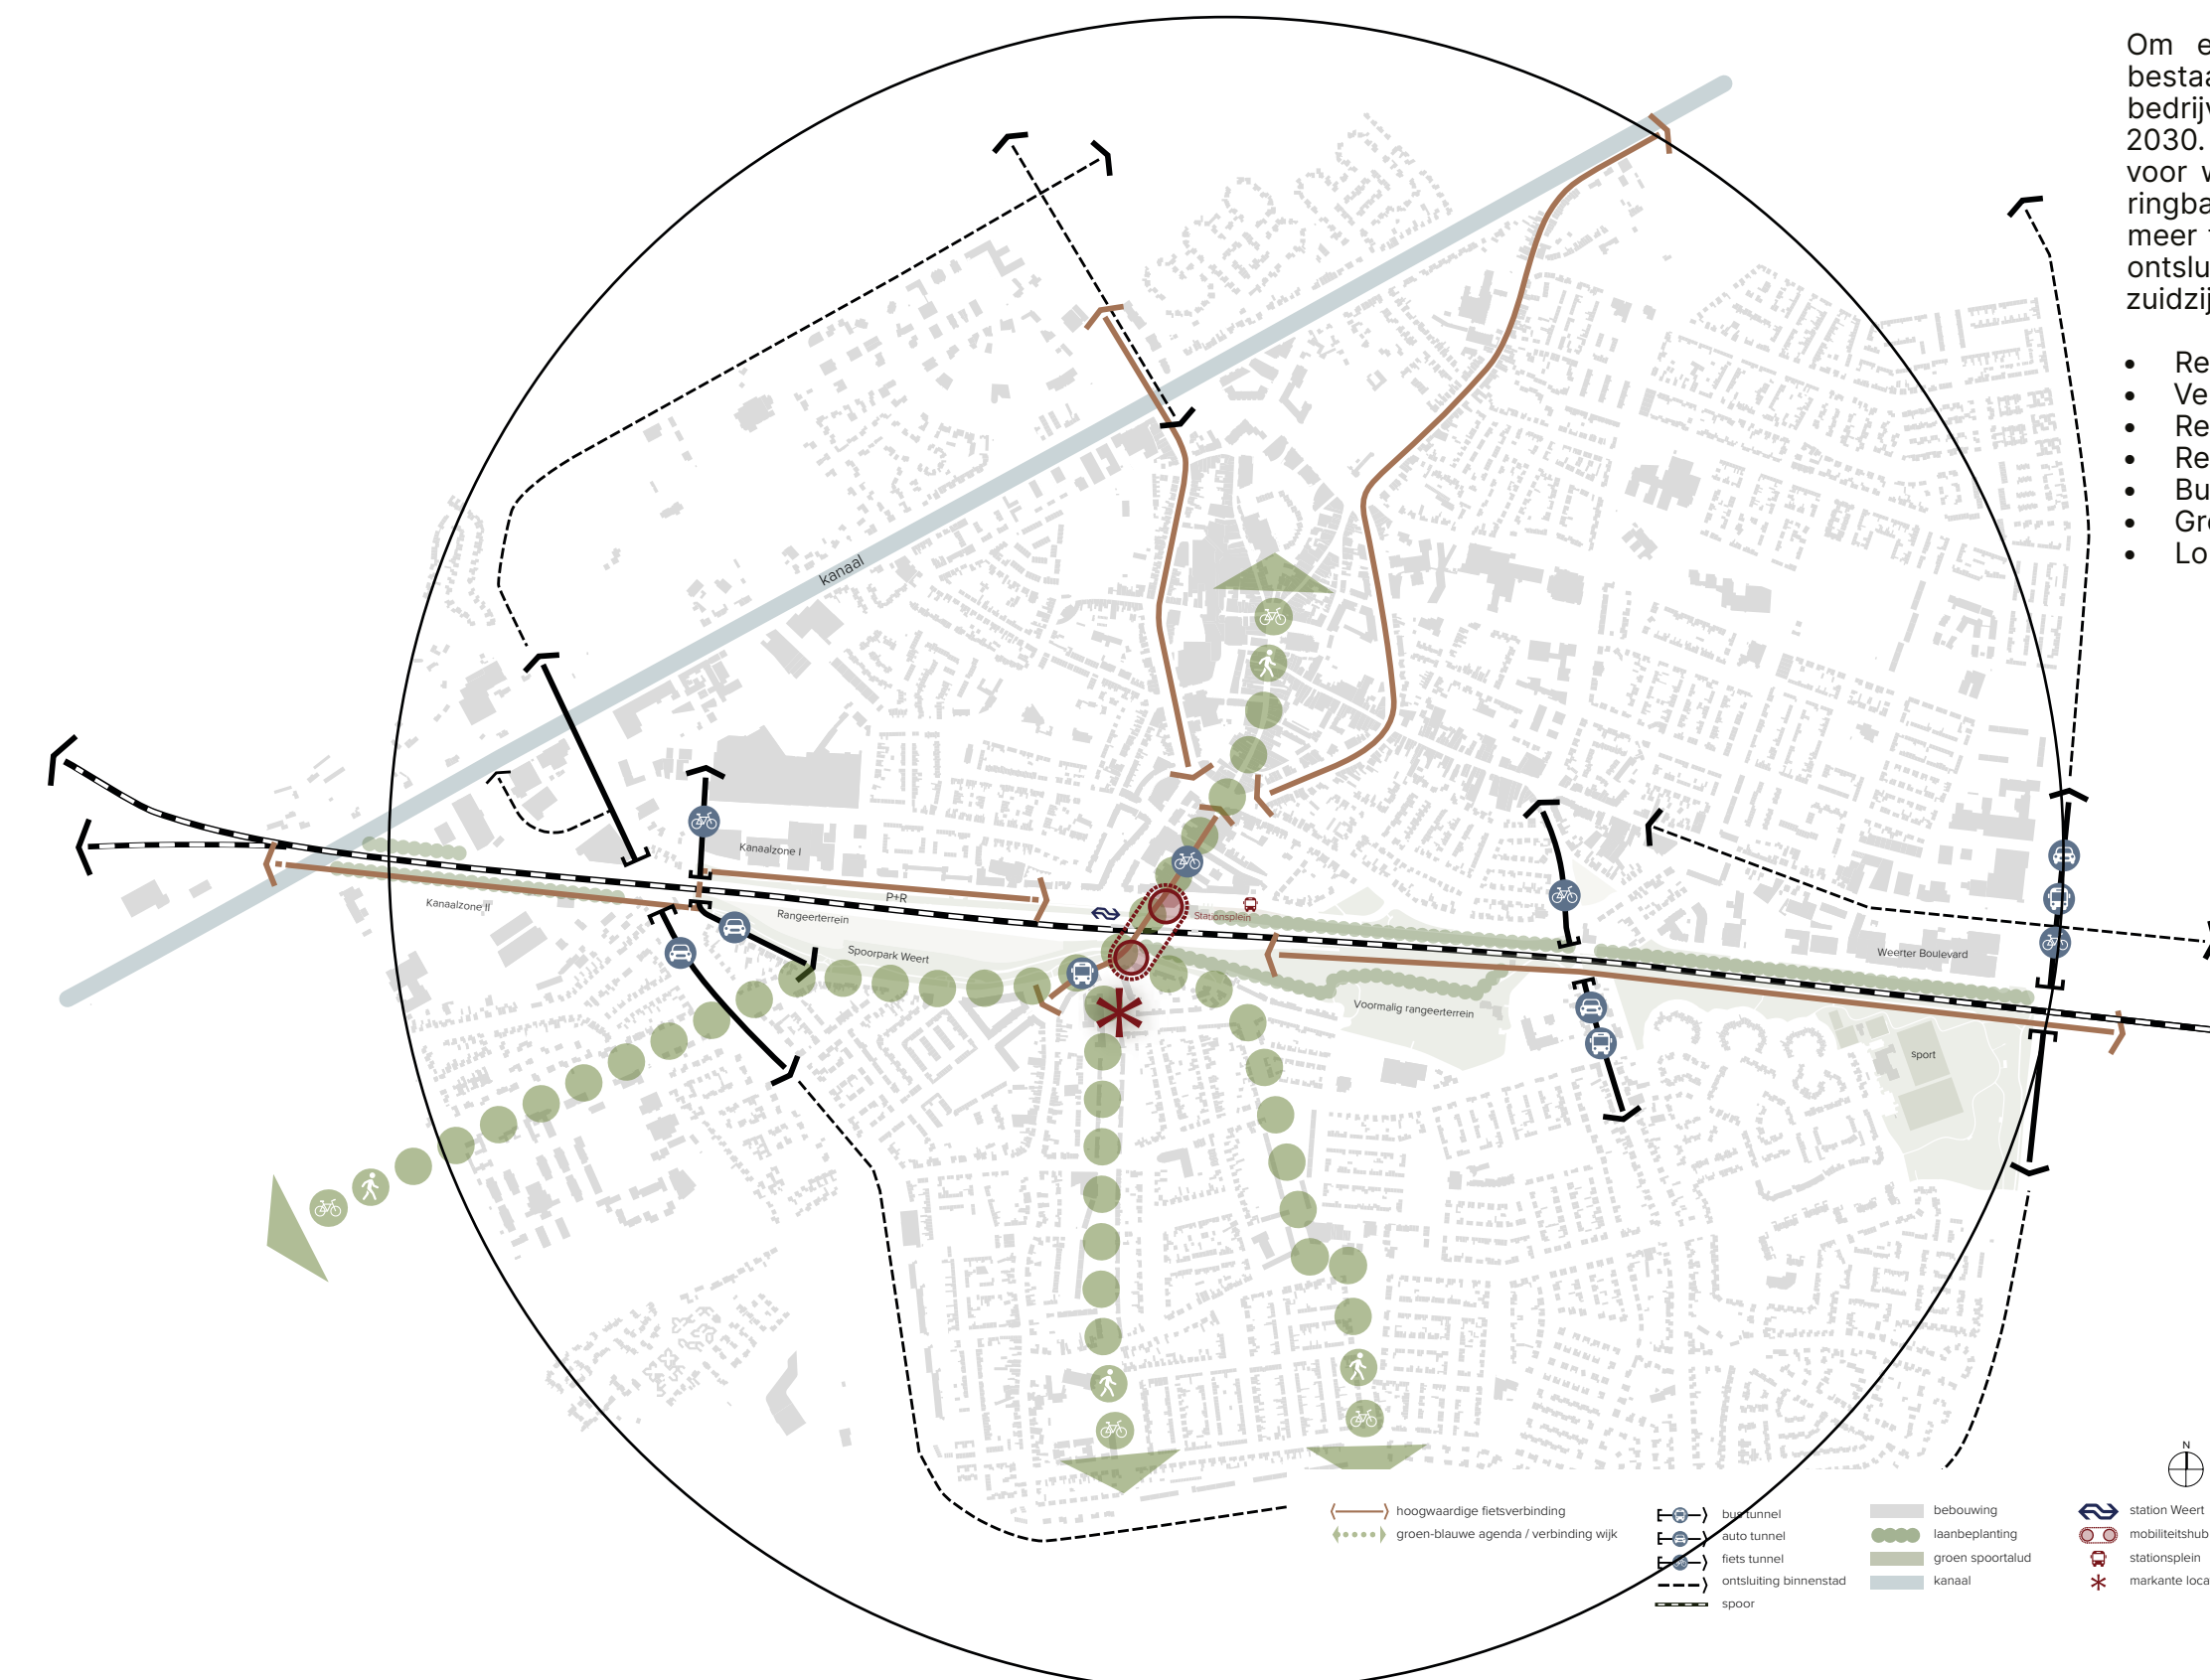 Om e
besta
bedrijv
2030.
voor v
ringba
meer
ontslu
zuidzij
• Re
• Ve
• Re
• Re
• Bu
• Gr
• Lo
kanaal
Kanaalzone I
P+R
Kanaalzone II
Rangeerterrein
Stationsplein
Spoorpark Weert
Weerter Boulevard
Voormalig rangeerterrein
sport
N
hoogwaardige fietsverbinding
groen-blauwe agenda / verbinding wijk
bus tunnel
auto tunnel
fiets tunnel
ontsluiting binnenstad
spoor
bebouwing
laanbeplanting
groen spoortalud
kanaal
station Weert
mobiliteitshub
stationsplein
markante loca